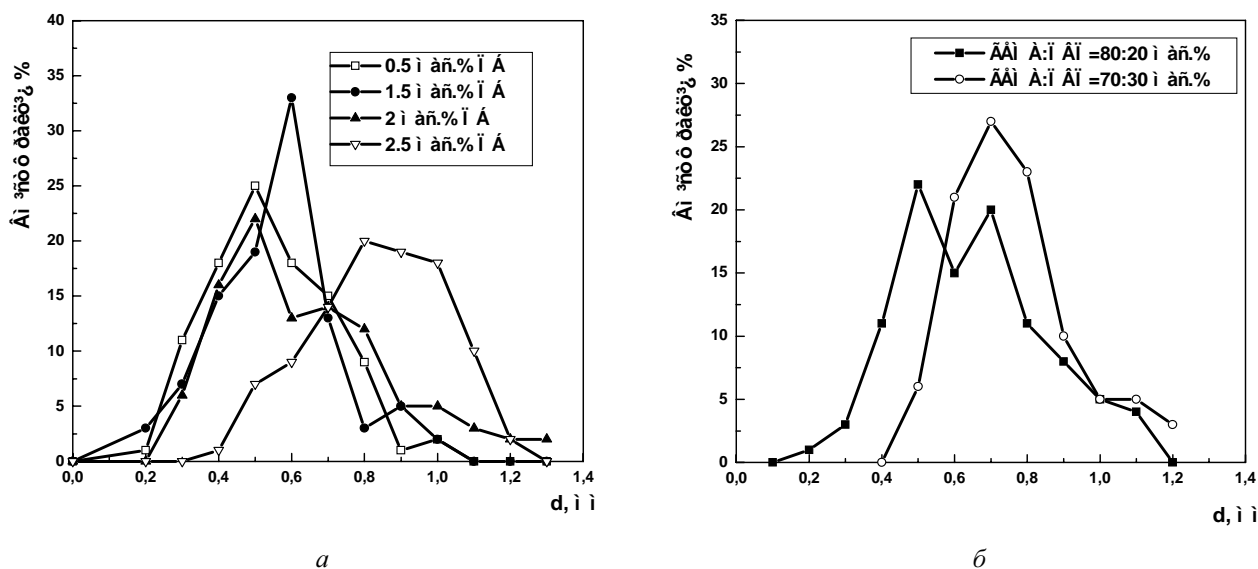 40
35
30
25
20
15
10
5
0
Âì ³ñò ô ðàêö³¿, %
0.5 ì àñ.% Ï Á
1.5 ì àñ.% Ï Á
2 ì àñ.% Ï Á
2.5 ì àñ.% Ï Á
0,0 0,2 0,4 0,6 0,8 1,0 1,2 1,4
d, ì ì
а
35
30
25
20
15
10
5
0
Âì ³ñò ô ðàêö³¿, %
ÃÅÌ À:Ï ÂÏ =80:20 ì àñ.%
ÃÅÌ À:Ï ÂÏ =70:30 ì àñ.%
0,0 0,2 0,4 0,6 0,8 1,0 1,2 1,4
d, ì ì
б